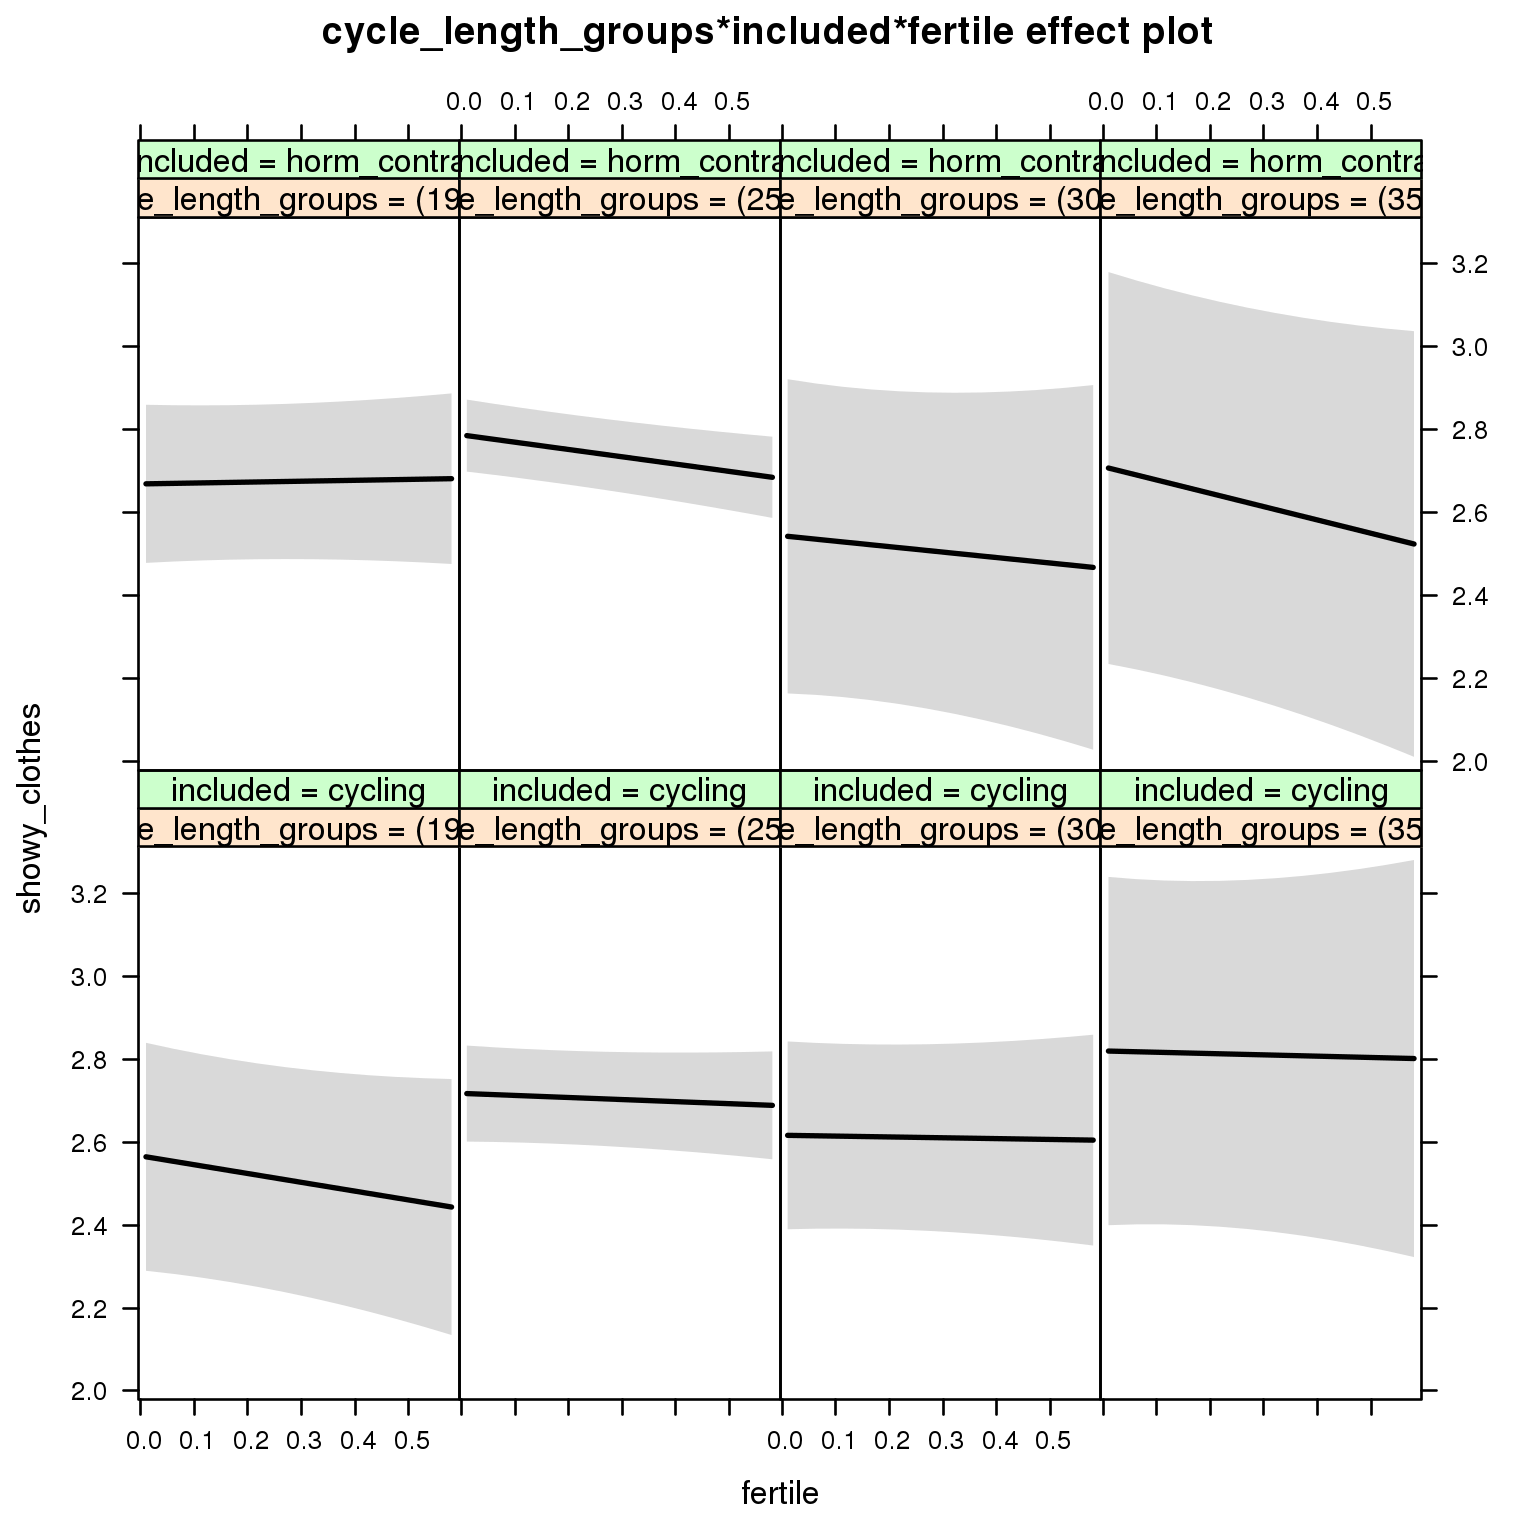 cycle_length_groups*included*fertile effect plot
0.0 0.1 0.2 0.3 0.4 0.5 0.0 0.1 0.2 0.3 0.4 0.5
ncluded = horm_contra ncluded = horm_contra ncluded = horm_contra ncluded = horm_contra
e_length_groups = (19 e_length_groups = (25 e_length_groups = (30 e_length_groups = (35
3.2
3.0
2.8
2.6
2.4
2.2
2.0
showy_clothes
included = cycling included = cycling included = cycling included = cycling
e_length_groups = (19 e_length_groups = (25 e_length_groups = (30 e_length_groups = (35
3.2
3.0
2.8
2.6
2.4
2.2
2.0
0.0 0.1 0.2 0.3 0.4 0.5 0.0 0.1 0.2 0.3 0.4 0.5
fertile